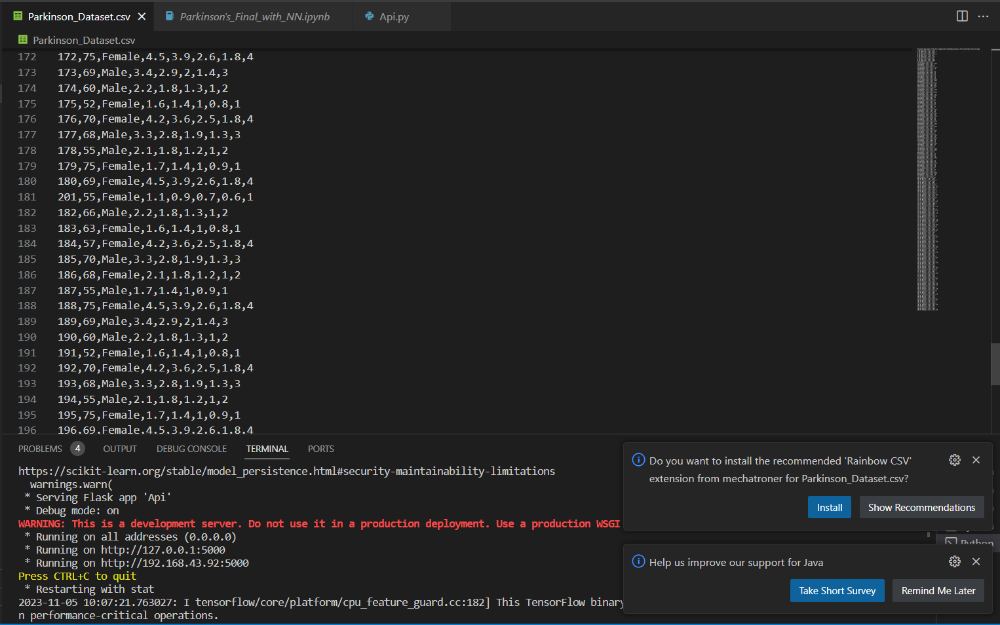 Parkinson_Dataset.csv
Parkinson's_Final_with_NN.ipynb
Api.py
Parkinson_Dataset.csv
172 172,75,Female,4.5,3.9,2.6,1.8,4
173 173,69,Male,3.4,2.9,2,1.4,3
174 174,60,Male,2.2,1.8,1.3,1,2
175 175,52,Female,1.6,1.4,1,0.8,1
176 176,70,Female,4.2,3.6,2.5,1.8,4
177 177,68,Male,3.3,2.8,1.9,1.3,3
178 178,55,Male,2.1,1.8,1.2,1,2
179 179,75,Female,1.7,1.4,1,0.9,1
180 180,69,Female,4.5,3.9,2.6,1.8,4
181 201,55,Female,1.1,0.9,0.7,0.6,1
182 182,66,Male,2.2,1.8,1.3,1,2
183 183,63,Female,1.6,1.4,1,0.8,1
184 184,57,Female,4.2,3.6,2.5,1.8,4
185 185,70,Male,3.3,2.8,1.9,1.3,3
186 186,68,Female,2.1,1.8,1.2,1,2
187 187,55,Male,1.7,1.4,1,0.9,1
188 188,75,Female,4.5,3.9,2.6,1.8,4
189 189,69,Male,3.4,2.9,2,1.4,3
190 190,60,Male,2.2,1.8,1.3,1,2
191 191,52,Female,1.6,1.4,1,0.8,1
192 192,70,Female,4.2,3.6,2.5,1.8,4
193 193,68,Male,3.3,2.8,1.9,1.3,3
194 194,55,Male,2.1,1.8,1.2,1,2
195 195,75,Female,1.7,1.4,1,0.9,1
196 196,69,Female,4.5,3.9,2.6,1.8,4
PROBLEMS 4 OUTPUT DEBUG CONSOLE TERMINAL PORTS
https://scikit-learn.org/stable/model_persistence.html#security-maintainability-limitations
warnings.warn(
* Serving Flask app 'Api'
* Debug mode: on
WARNING: This is a development server. Do not use it in a production deployment. Use a production WSGI
* Running on all addresses (0.0.0.0)
* Running on http://127.0.0.1:5000
* Running on http://192.168.43.92:5000
Press CTRL+C to quit
* Restarting with stat
2023-11-05 10:07:21.763027: I tensorflow/core/platform/cpu_feature_guard.cc:182] This TensorFlow binary
n performance-critical operations.
Do you want to install the recommended 'Rainbow CSV'
extension from mechatroner for Parkinson_Dataset.csv?
Install
Show Recommendations
Python
Help us improve our support for Java
Take Short Survey
Remind Me Later